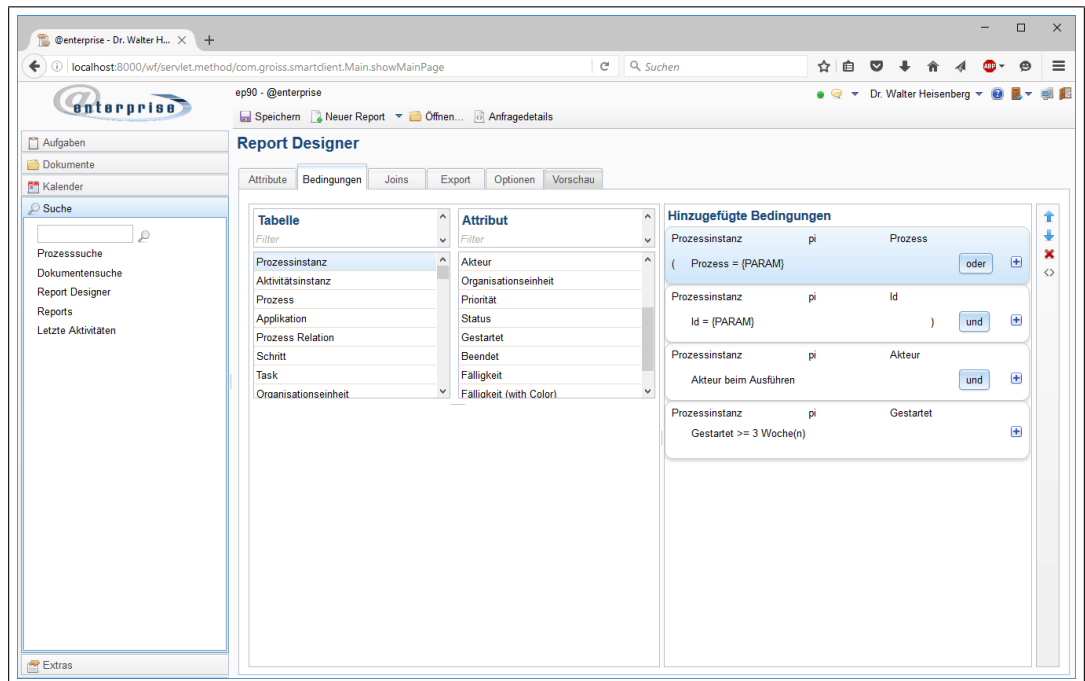 @enterprise - Dr. Walter H...
localhost:8000/wf/servlet.method/com.groiss.smartclient.Main.showMainPage
Suchen
ABP
@enterprise
ep90 - @enterprise
Dr. Walter Heisenberg
Speichern Neuer Report Öffnen... Anfragedetails
Aufgaben
Dokumente
Kalender
Suche
Prozesssuche
Dokumentensuche
Report Designer
Reports
Letzte Aktivitäten
Extras
Report Designer
Attribute Bedingungen Joins Export Optionen Vorschau
Tabelle
Filter
Prozessinstanz
Aktivitätsinstanz
Prozess
Applikation
Prozess Relation
Schritt
Task
Organisationseinheit
Attribut
Filter
Akteur
Organisationseinheit
Priorität
Status
Gestartet
Beendet
Fälligkeit
Fälligkeit (with Color)
Hinzugefügte Bedingungen
Prozessinstanz pi Prozess
( Prozess = {PARAM} oder
Prozessinstanz pi Id
Id = {PARAM} ) und
Prozessinstanz pi Akteur
Akteur beim Ausführen und
Prozessinstanz pi Gestartet
Gestartet >= 3 Woche(n)